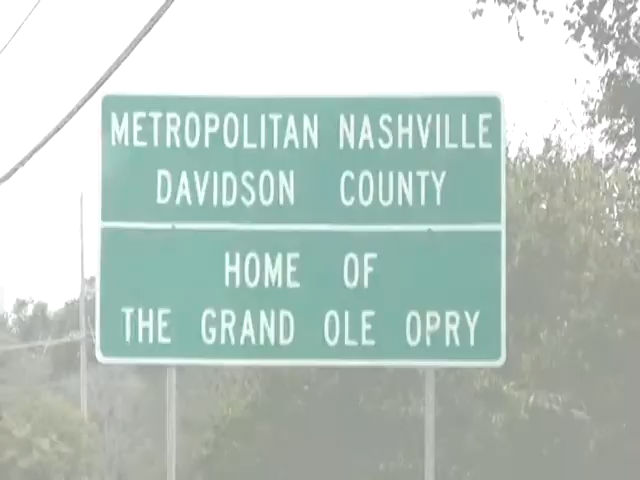 METROPOLITAN NASHVILLE
DAVIDSON COUNTY
HOME OF
THE GRAND OLE OPRY